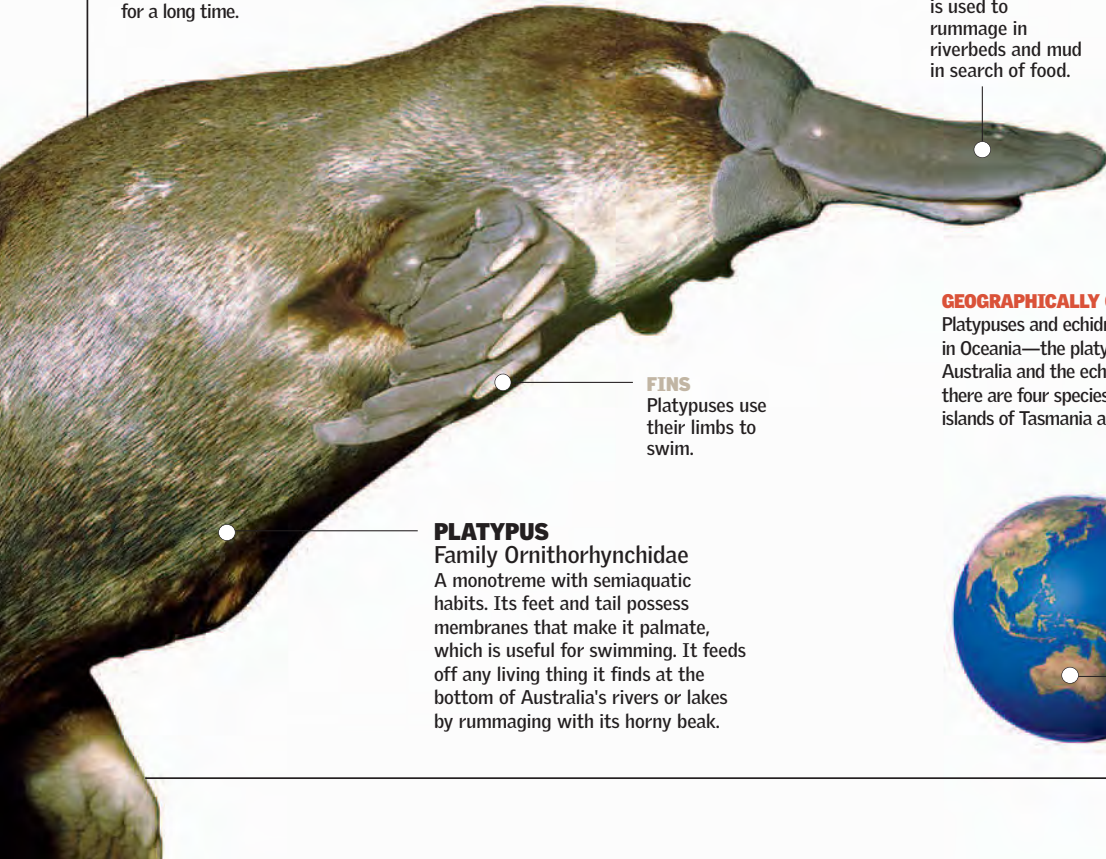 for a long time.
is used to
rummage in
riverbeds and mud
in search of food.
GEOGRAPHICALLY
Platypuses and
in Oceania—the
Australia and the
there are four species
islands of Tasmania
FINS
Platypuses use
their limbs to
swim.
PLATYPUS
Family Ornithorhynchidae
A monotreme with semiaquatic
habits. Its feet and tail possess
membranes that make it palmate,
which is useful for swimming. It feeds
off any living thing it finds at the
bottom of Australia's rivers or lakes
by rummaging with its horny beak.